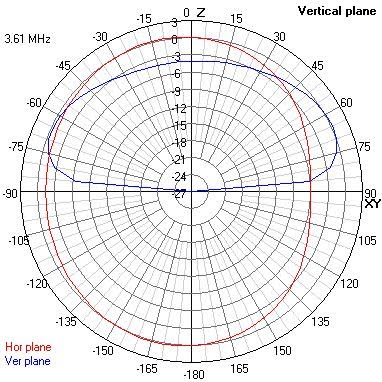 Vertical plane
0 Z
-15 3 15
3.61 MHz
-30 0 30
-3
-45 -6 45
-9
-60 -12 60
-15
-18
-75 -21 75
-24
-90 -27 90
XY
-105 105
-120 120
-135 135
Hor plane
-150 150
Ver plane
-165 165
-180